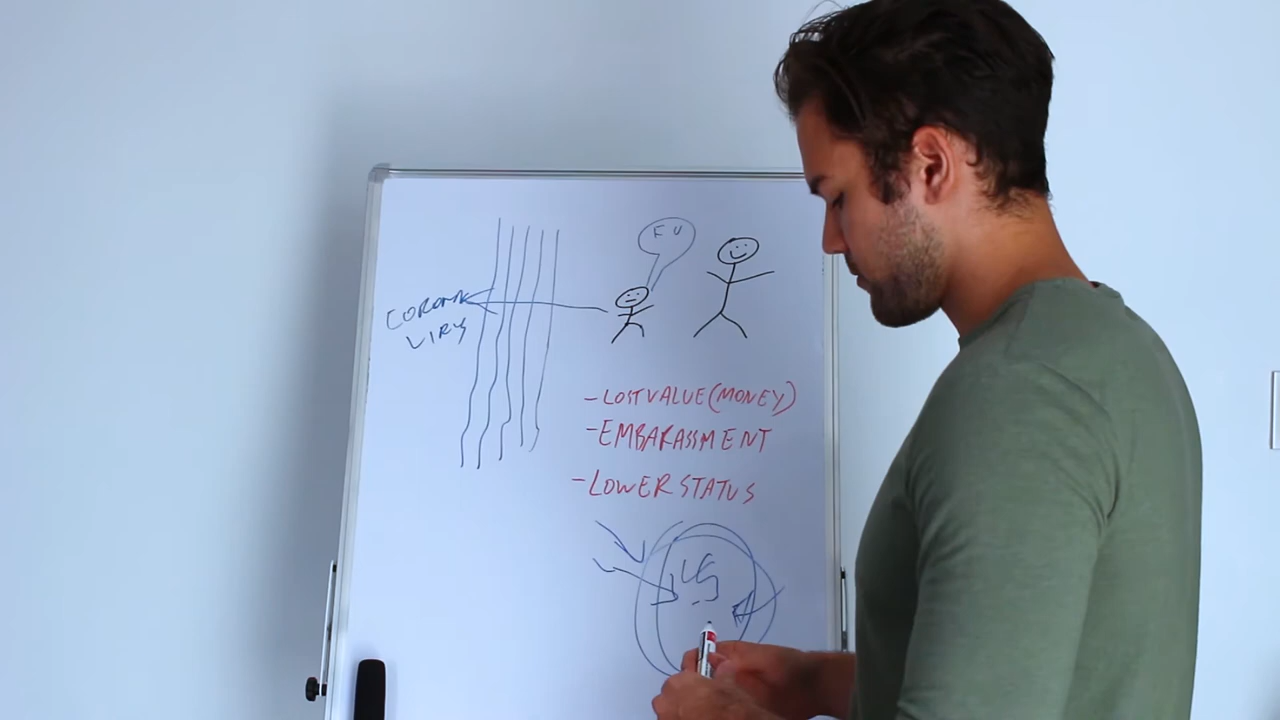 FU
CORONA
VIRUS
- LOST VALUE (MONEY)
- EMBARASSMENT
- LOWER STATUS
US